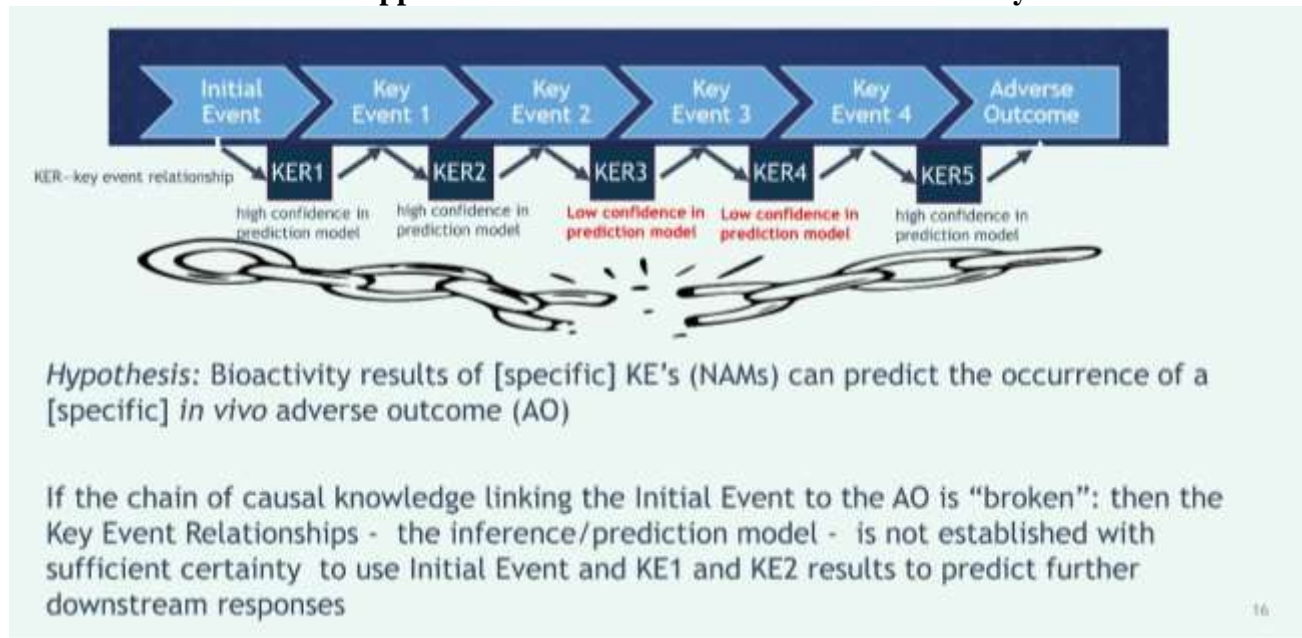 Initial
Event
Key
Event 1
Key
Event 2
Key
Event 3
Key
Event 4
Adverse
Outcome
KER-key event relationship
KER1
KER2
KER3
KER4
KER5
high confidence in
prediction model
high confidence in
prediction model
Low confidence in
prediction model
Low confidence in
prediction model
high confidence in
prediction model
Hypothesis: Bioactivity results of [specific] KE's (NAMs) can predict the occurrence of a
[specific] in vivo adverse outcome (AO)
If the chain of causal knowledge linking the Initial Event to the AO is “broken”: then the
Key Event Relationships - the inference/prediction model - is not established with
sufficient certainty to use Initial Event and KE1 and KE2 results to predict further
downstream responses
16